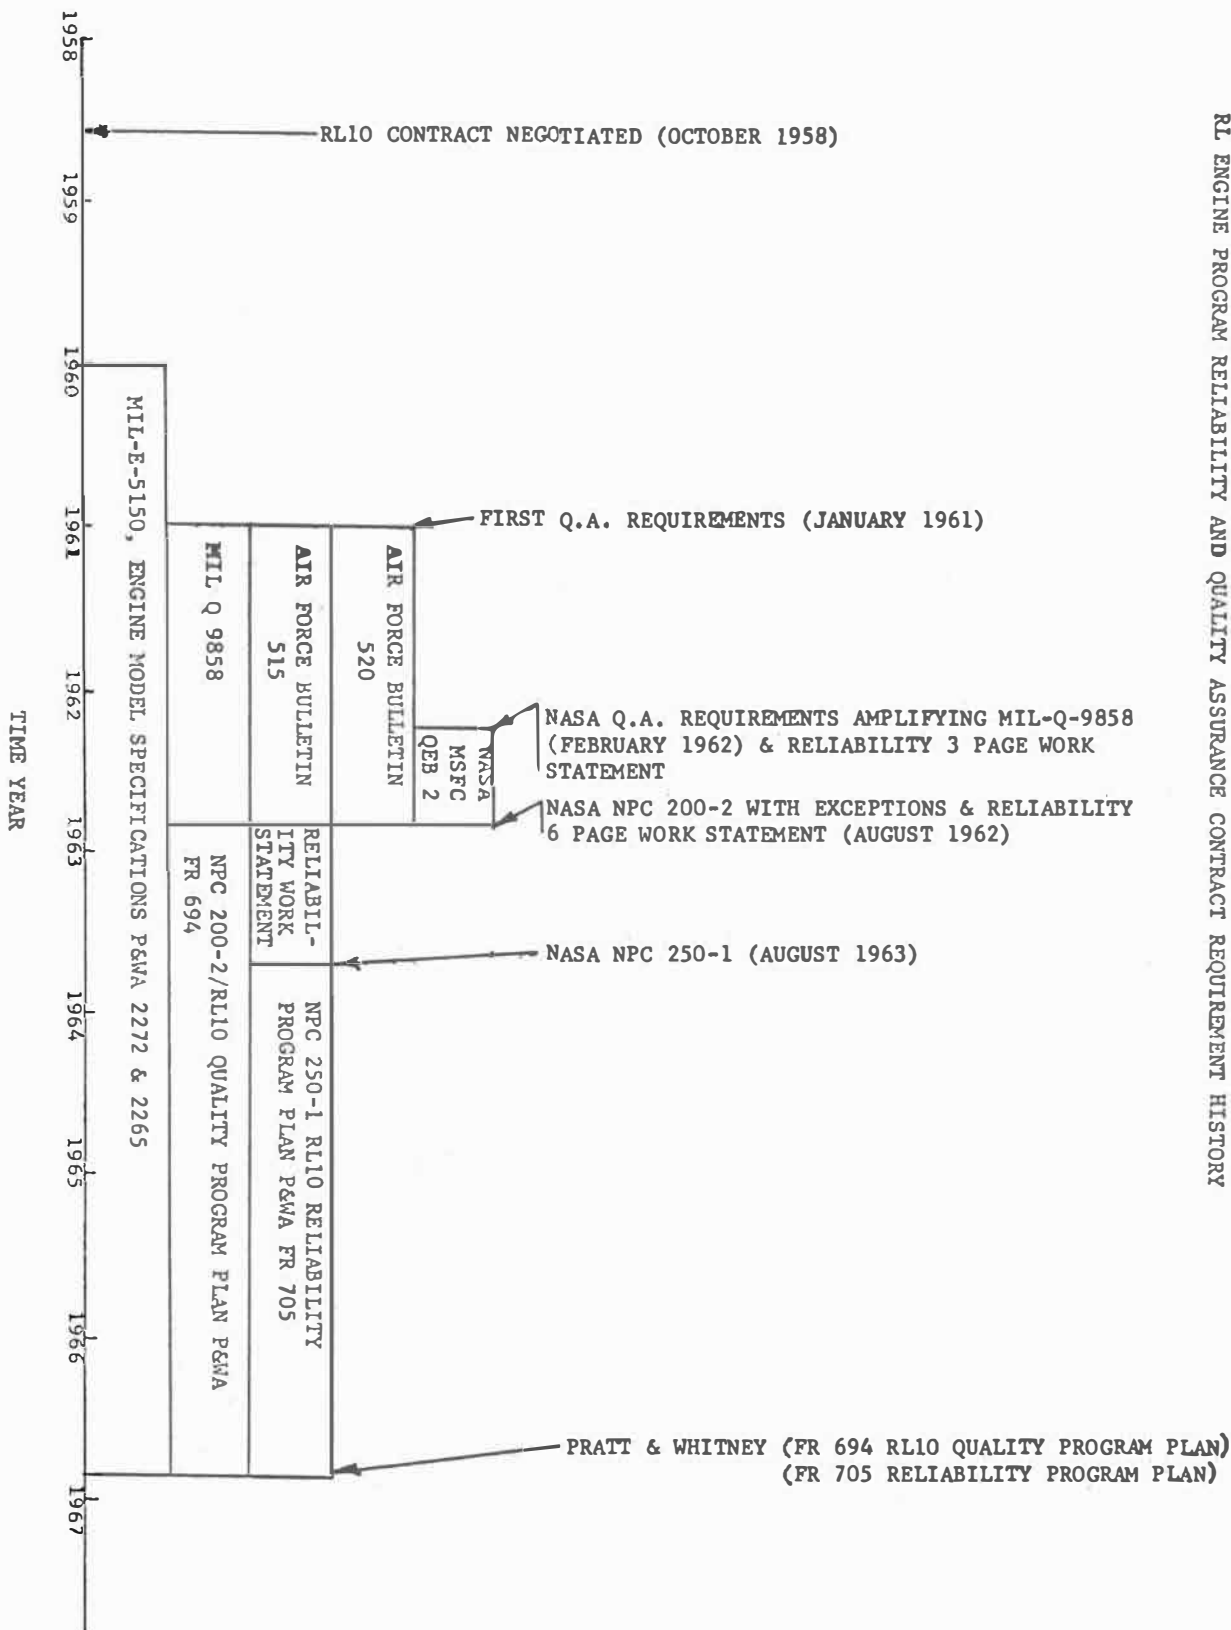 RL ENGINE PROGRAM RELIABILITY AND QUALITY ASSURANCE CONTRACT REQUIREMENT HISTORY
RL10 CONTRACT NEGOTIATED (OCTOBER 1958)
FIRST Q.A. REQUIREMENTS (JANUARY 1961)
NASA Q.A. REQUIREMENTS AMPLIFYING MIL-Q-9858
(FEBRUARY 1962) & RELIABILITY 3 PAGE WORK
STATEMENT
NASA NPC 200-2 WITH EXCEPTIONS & RELIABILITY
6 PAGE WORK STATEMENT (AUGUST 1962)
NASA NPC 250-1 (AUGUST 1963)
PRATT & WHITNEY (FR 694 RL10 QUALITY PROGRAM PLAN)
(FR 705 RELIABILITY PROGRAM PLAN)
NASA
MSFC
QEB 2
AIR FORCE BULLETIN
520
AIR FORCE BULLETIN
515
RELIABIL-
ITY WORK
STATEMENT
NPC 250-1 RL10 RELIABILITY
PROGRAM PLAN P&WA FR 705
MIL Q 9858
NPC 200-2/RL10 QUALITY PROGRAM PLAN P&WA
FR 694
MIL-E-5150, ENGINE MODEL SPECIFICATIONS P&WA 2272 & 2265
1958
1959
1960
1961
1962
1963
1964
1965
1966
1967
TIME YEAR